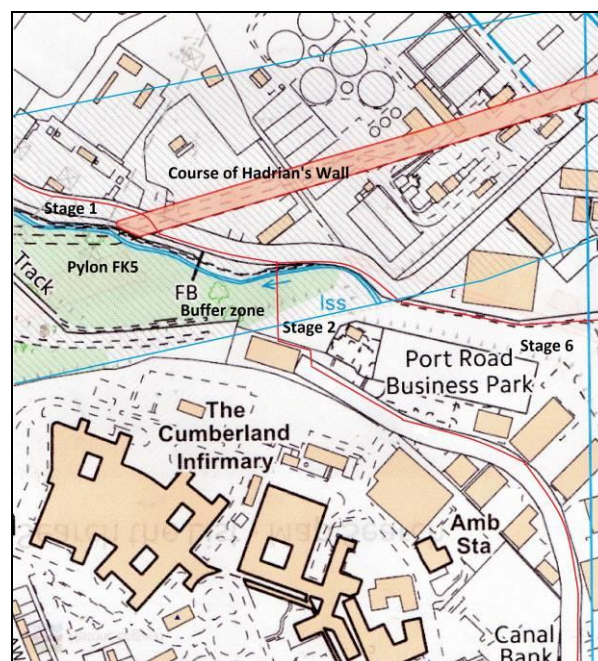 Course of Hadrian's Wall
Stage 1
Track
Pylon FK5
FB
Buffer zone
Iss
Stage 2
Stage 6
Port Road
Business Park
The
Cumberland
Infirmary
Amb
Sta
Canal
Bank